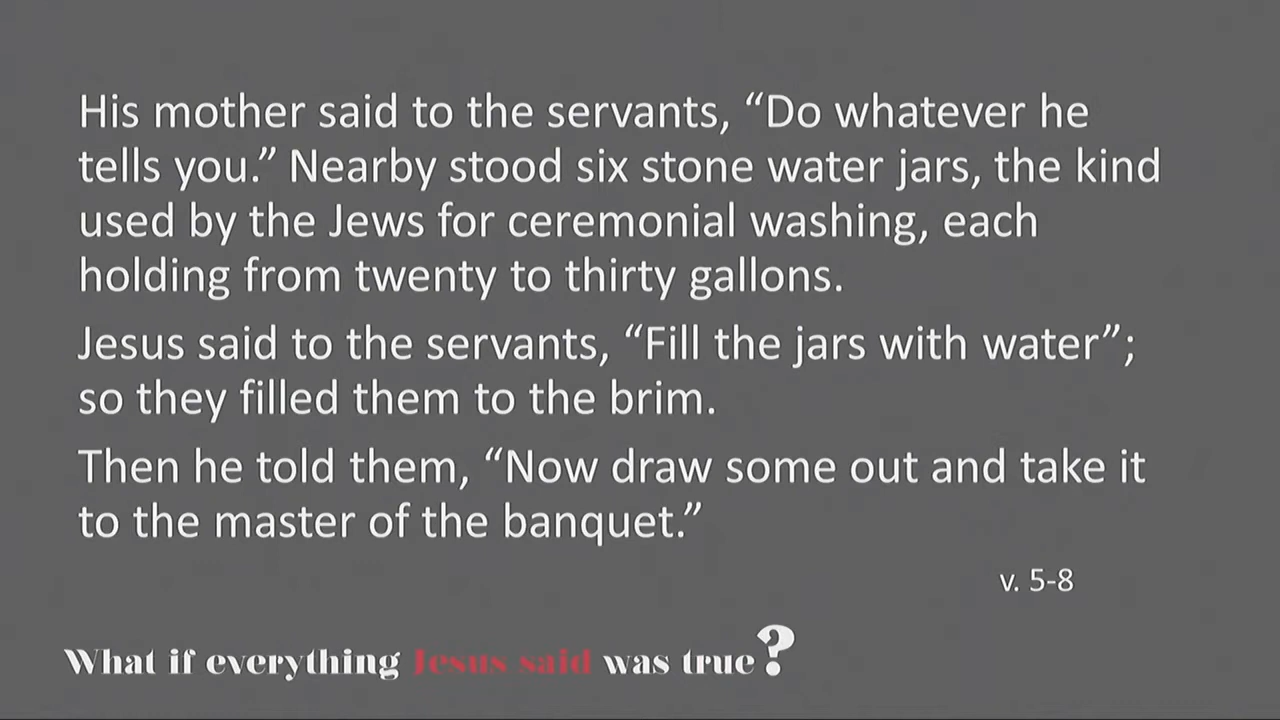 His mother said to the servants, “Do whatever he
tells you.” Nearby stood six stone water jars, the kind
used by the Jews for ceremonial washing, each
holding from twenty to thirty gallons.
Jesus said to the servants, “Fill the jars with water”;
so they filled them to the brim.
Then he told them, “Now draw some out and take it
to the master of the banquet.”
v. 5-8
What if everything Jesus said was true?